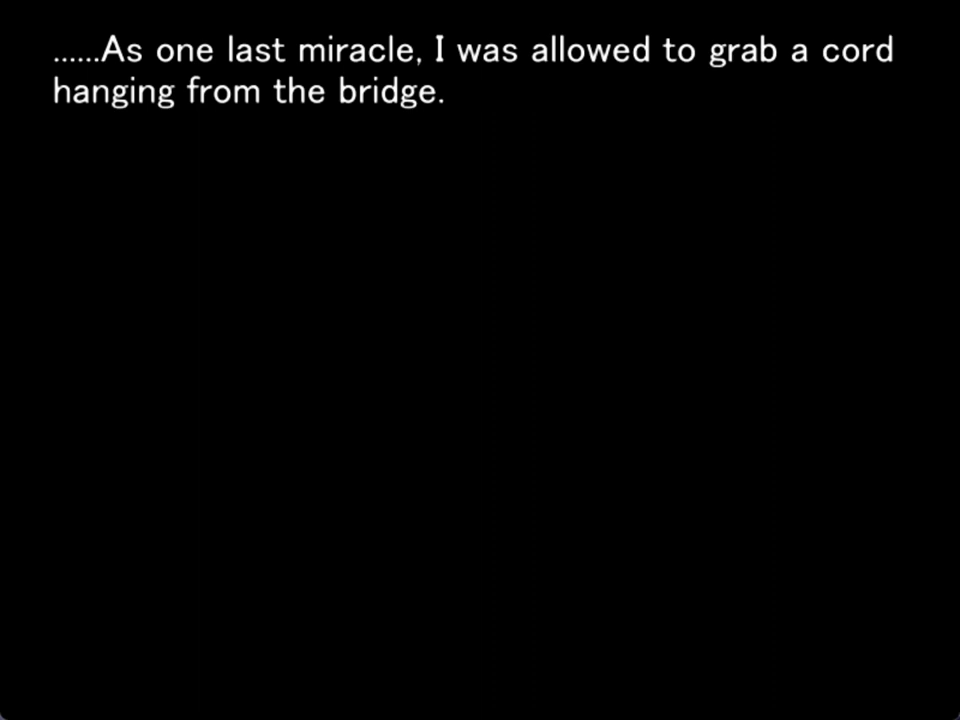 ......As one last miracle, I was allowed to grab a cord
hanging from the bridge.